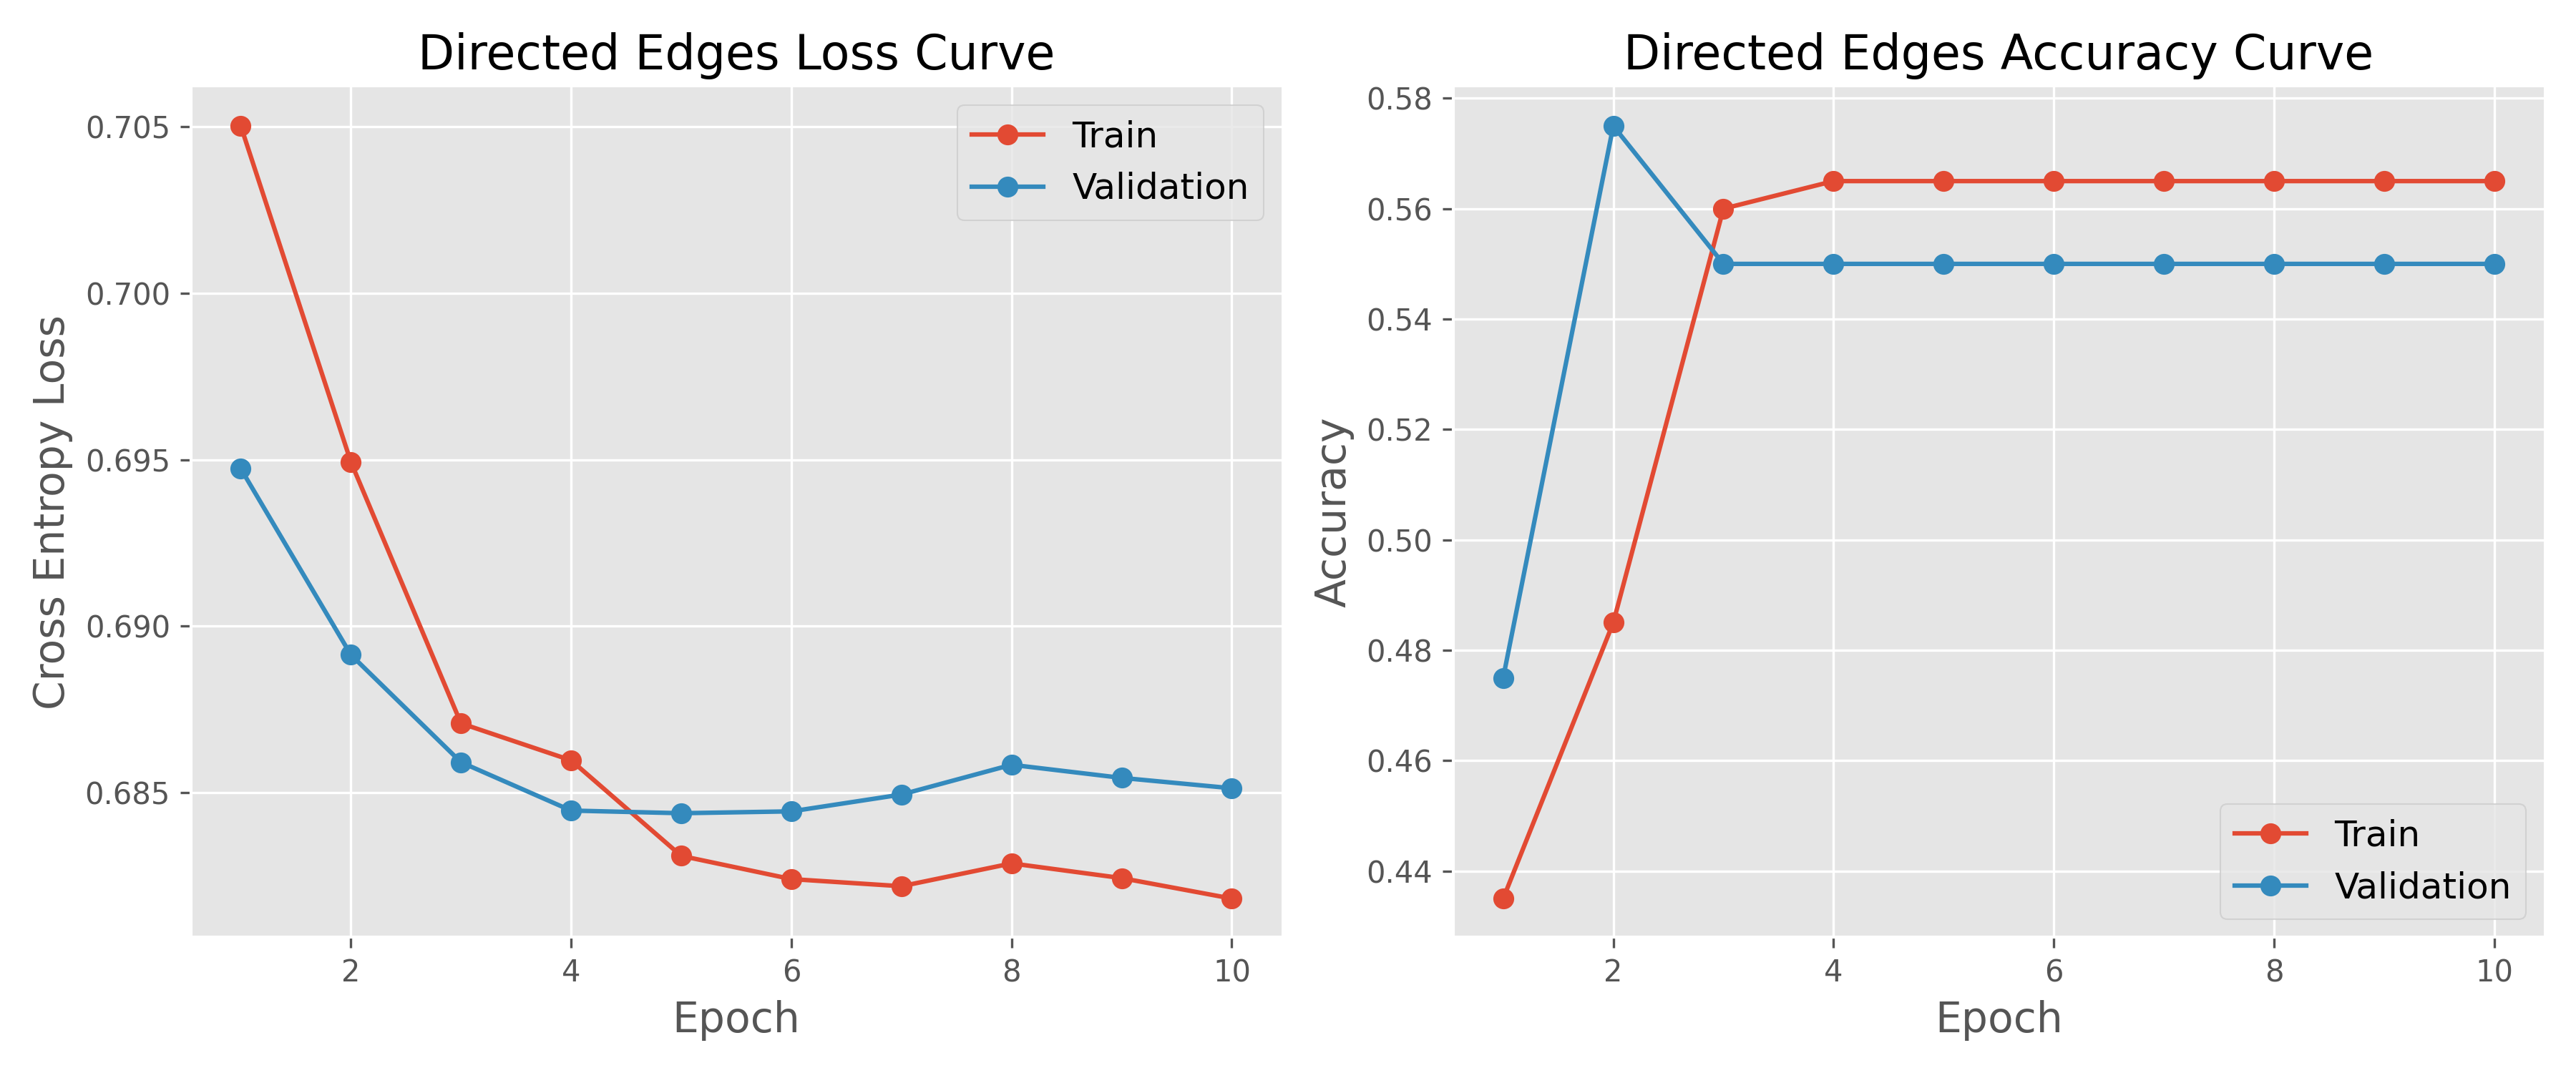 Directed Edges Loss Curve
0.705
0.700
0.695
0.690
0.685
Cross Entropy Loss
2 4 6 8 10
Epoch
Train
Validation
Directed Edges Accuracy Curve
0.58
0.56
0.54
0.52
0.50
0.48
0.46
0.44
Accuracy
2 4 6 8 10
Epoch
Train
Validation